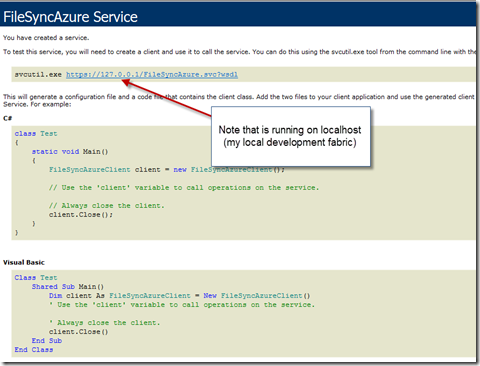 FileSyncAzure Service
You have created a service.
To test this service, you will need to create a client and use it to call the service. You can do this using the svcutil.exe tool from the command line with the
svcutil.exe https://127.0.0.1/FileSyncAzure.svc?wsdl
This will generate a configuration file and a code file that contains the client class. Add the two files to your client application and use the generated client
Service. For example:
Note that is running on localhost
(my local development fabric)
C#
class Test
{
static void Main()
{
FileSyncAzureClient client = new FileSyncAzureClient();
// Use the 'client' variable to call operations on the service.
// Always close the client.
client.Close();
}
}
Visual Basic
Class Test
Shared Sub Main()
Dim client As FileSyncAzureClient = New FileSyncAzureClient()
' Use the 'client' variable to call operations on the service.
' Always close the client.
client.Close()
End Sub
End Class